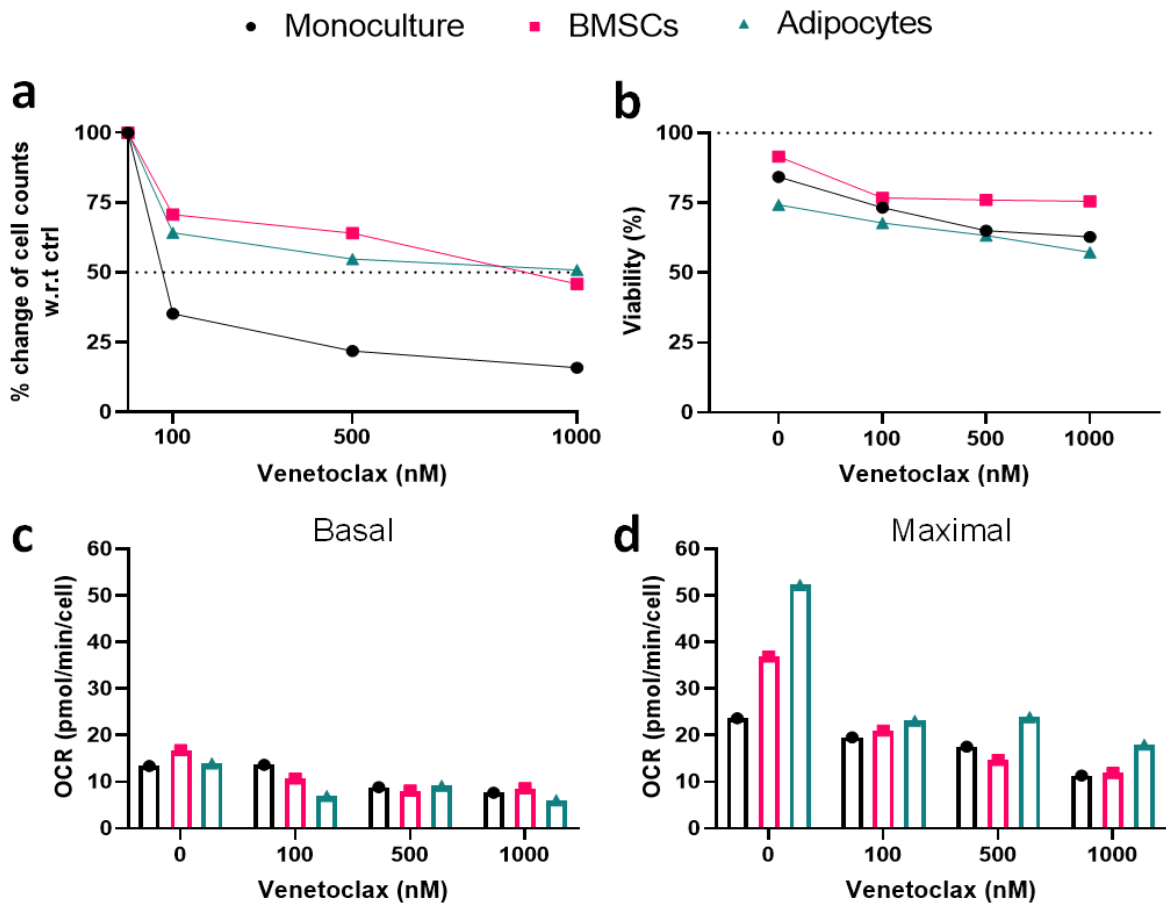 Monoculture BMSCs Adipocytes
a
% change of cell counts
w.r.t ctrl
100
75
50
25
0
100 500 1000
Venetoclax (nM)
b
Viability (%)
100
75
50
25
0
0 100 500 1000
Venetoclax (nM)
c
Basal
OCR (pmol/min/cell)
60
50
40
30
20
10
0
0 100 500 1000
Venetoclax (nM)
d
Maximal
OCR (pmol/min/cell)
60
50
40
30
20
10
0
0 100 500 1000
Venetoclax (nM)